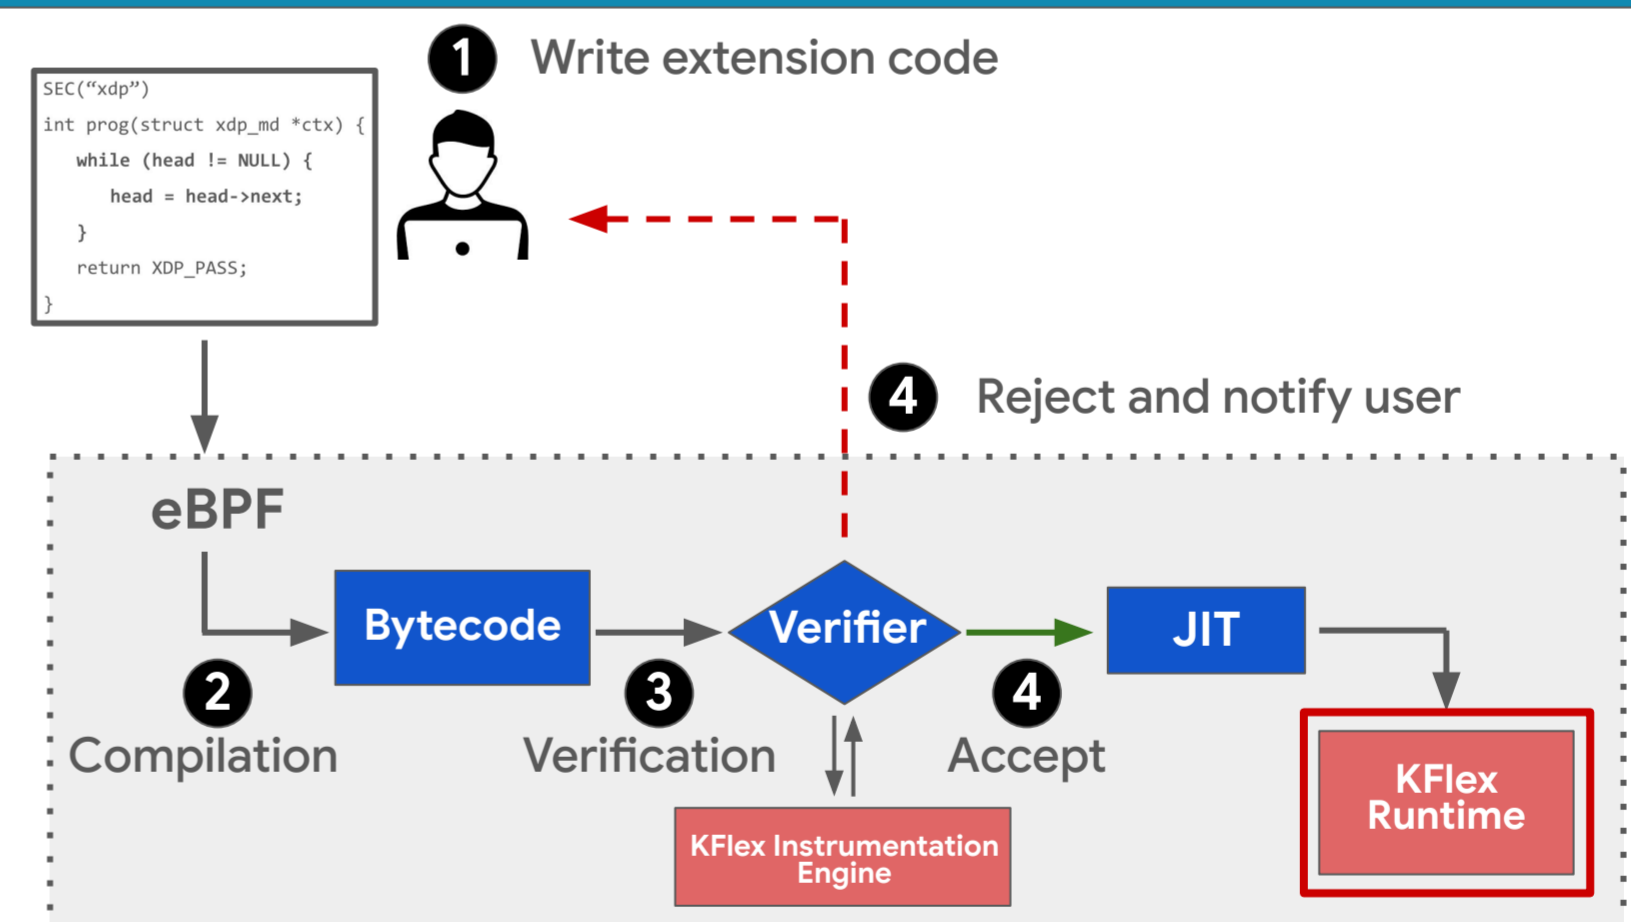 1 Write extension code
SEC(“xdp”)
int prog(struct xdp_md *ctx) {
while (head != NULL) {
head = head->next;
}
return XDP_PASS;
}
4 Reject and notify user
eBPF
Bytecode
Verifier
JIT
2
3
4
Compilation
Verification
Accept
KFlex
Runtime
KFlex Instrumentation
Engine